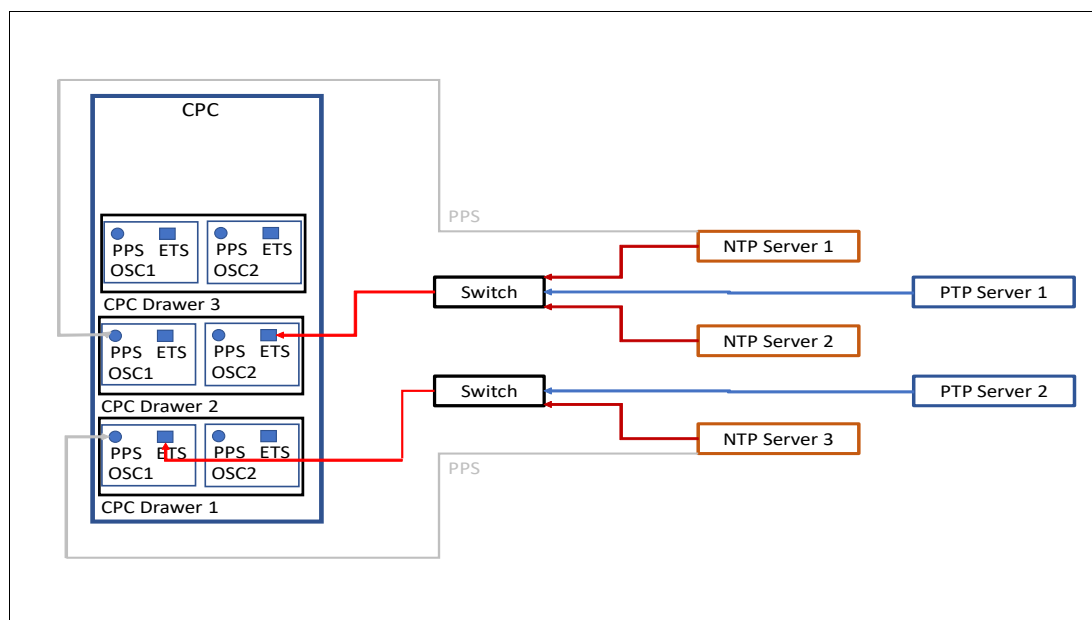 CPC
PPS
NTP Server 1
PPS ETS
OSC1
PPS ETS
OSC2
CPC Drawer 3
Switch
PTP Server 1
PPS ETS
OSC1
PPS ETS
OSC2
CPC Drawer 2
NTP Server 2
Switch
PTP Server 2
PPS ETS
OSC1
PPS ETS
OSC2
CPC Drawer 1
NTP Server 3
PPS